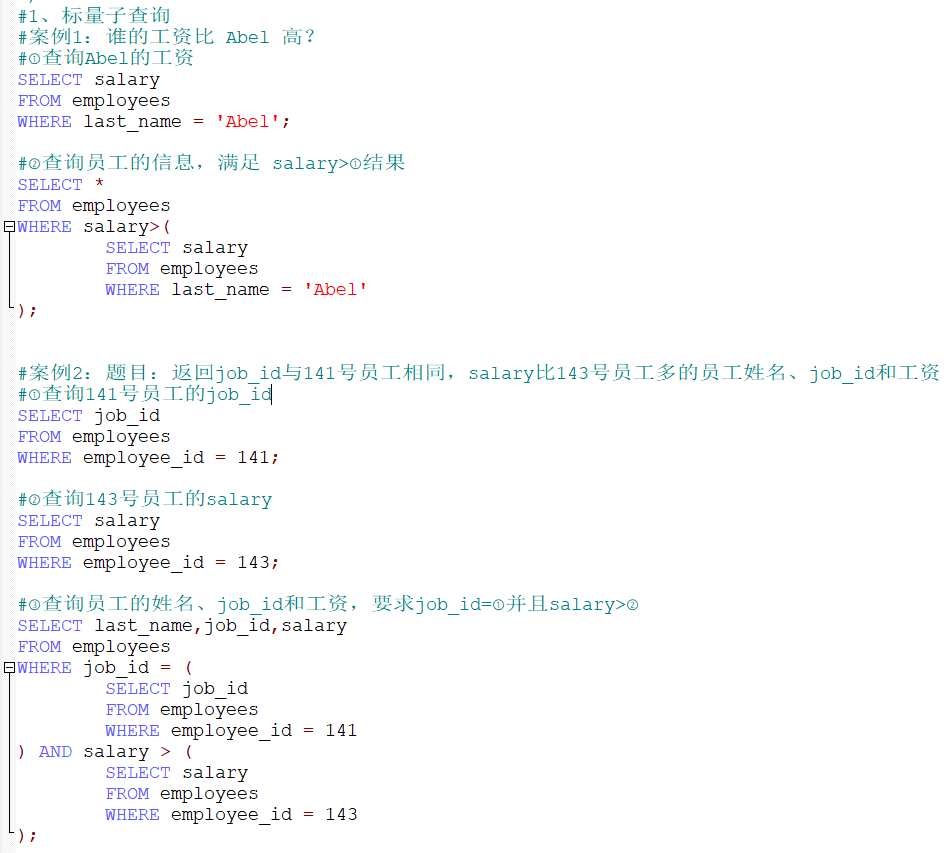 #1、标量子查询
#案例1：谁的工资比 Abel 高?
#①查询Abel的工资
SELECT salary
FROM employees
WHERE last_name = 'Abel';
#②查询员工的信息，满足 salary>①结果
SELECT *
FROM employees
WHERE salary>(
SELECT salary
FROM employees
WHERE last_name = 'Abel'
);
#案例2：题目：返回job_id与141号员工相同，salary比143号员工多的员工姓名、job_id和工资
#①查询141号员工的job_id
SELECT job_id
FROM employees
WHERE employee_id = 141;
#②查询143号员工的salary
SELECT salary
FROM employees
WHERE employee_id = 143;
#③查询员工的姓名、job_id和工资，要求job_id=①并且salary>②
SELECT last_name,job_id,salary
FROM employees
WHERE job_id = (
SELECT job_id
FROM employees
WHERE employee_id = 141
) AND salary > (
SELECT salary
FROM employees
WHERE employee_id = 143
);